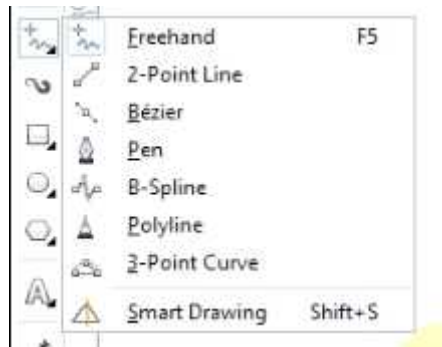 Freehand F5
2-Point Line
Bézier
Pen
B-Spline
Polyline
3-Point Curve
Smart Drawing Shift+S